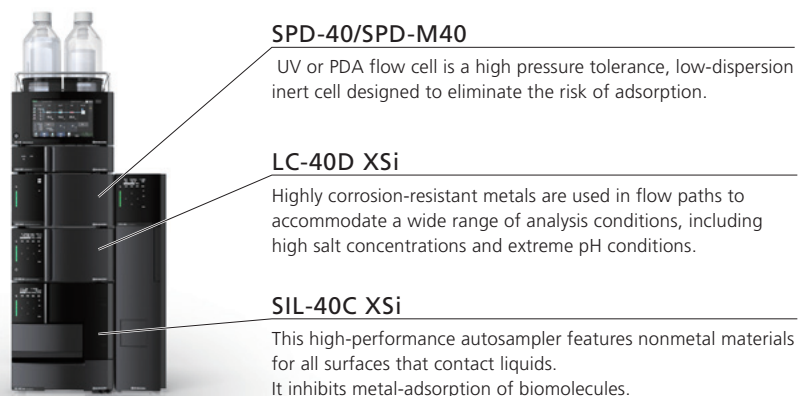 SPD-40/SPD-M40
UV or PDA flow cell is a high pressure tolerance, low-dispersion
inert cell designed to eliminate the risk of adsorption.
LC-40D XSi
Highly corrosion-resistant metals are used in flow paths to
accommodate a wide range of analysis conditions, including
high salt concentrations and extreme pH conditions.
SIL-40C XSi
This high-performance autosampler features nonmetal materials
for all surfaces that contact liquids.
It inhibits metal-adsorption of biomolecules.